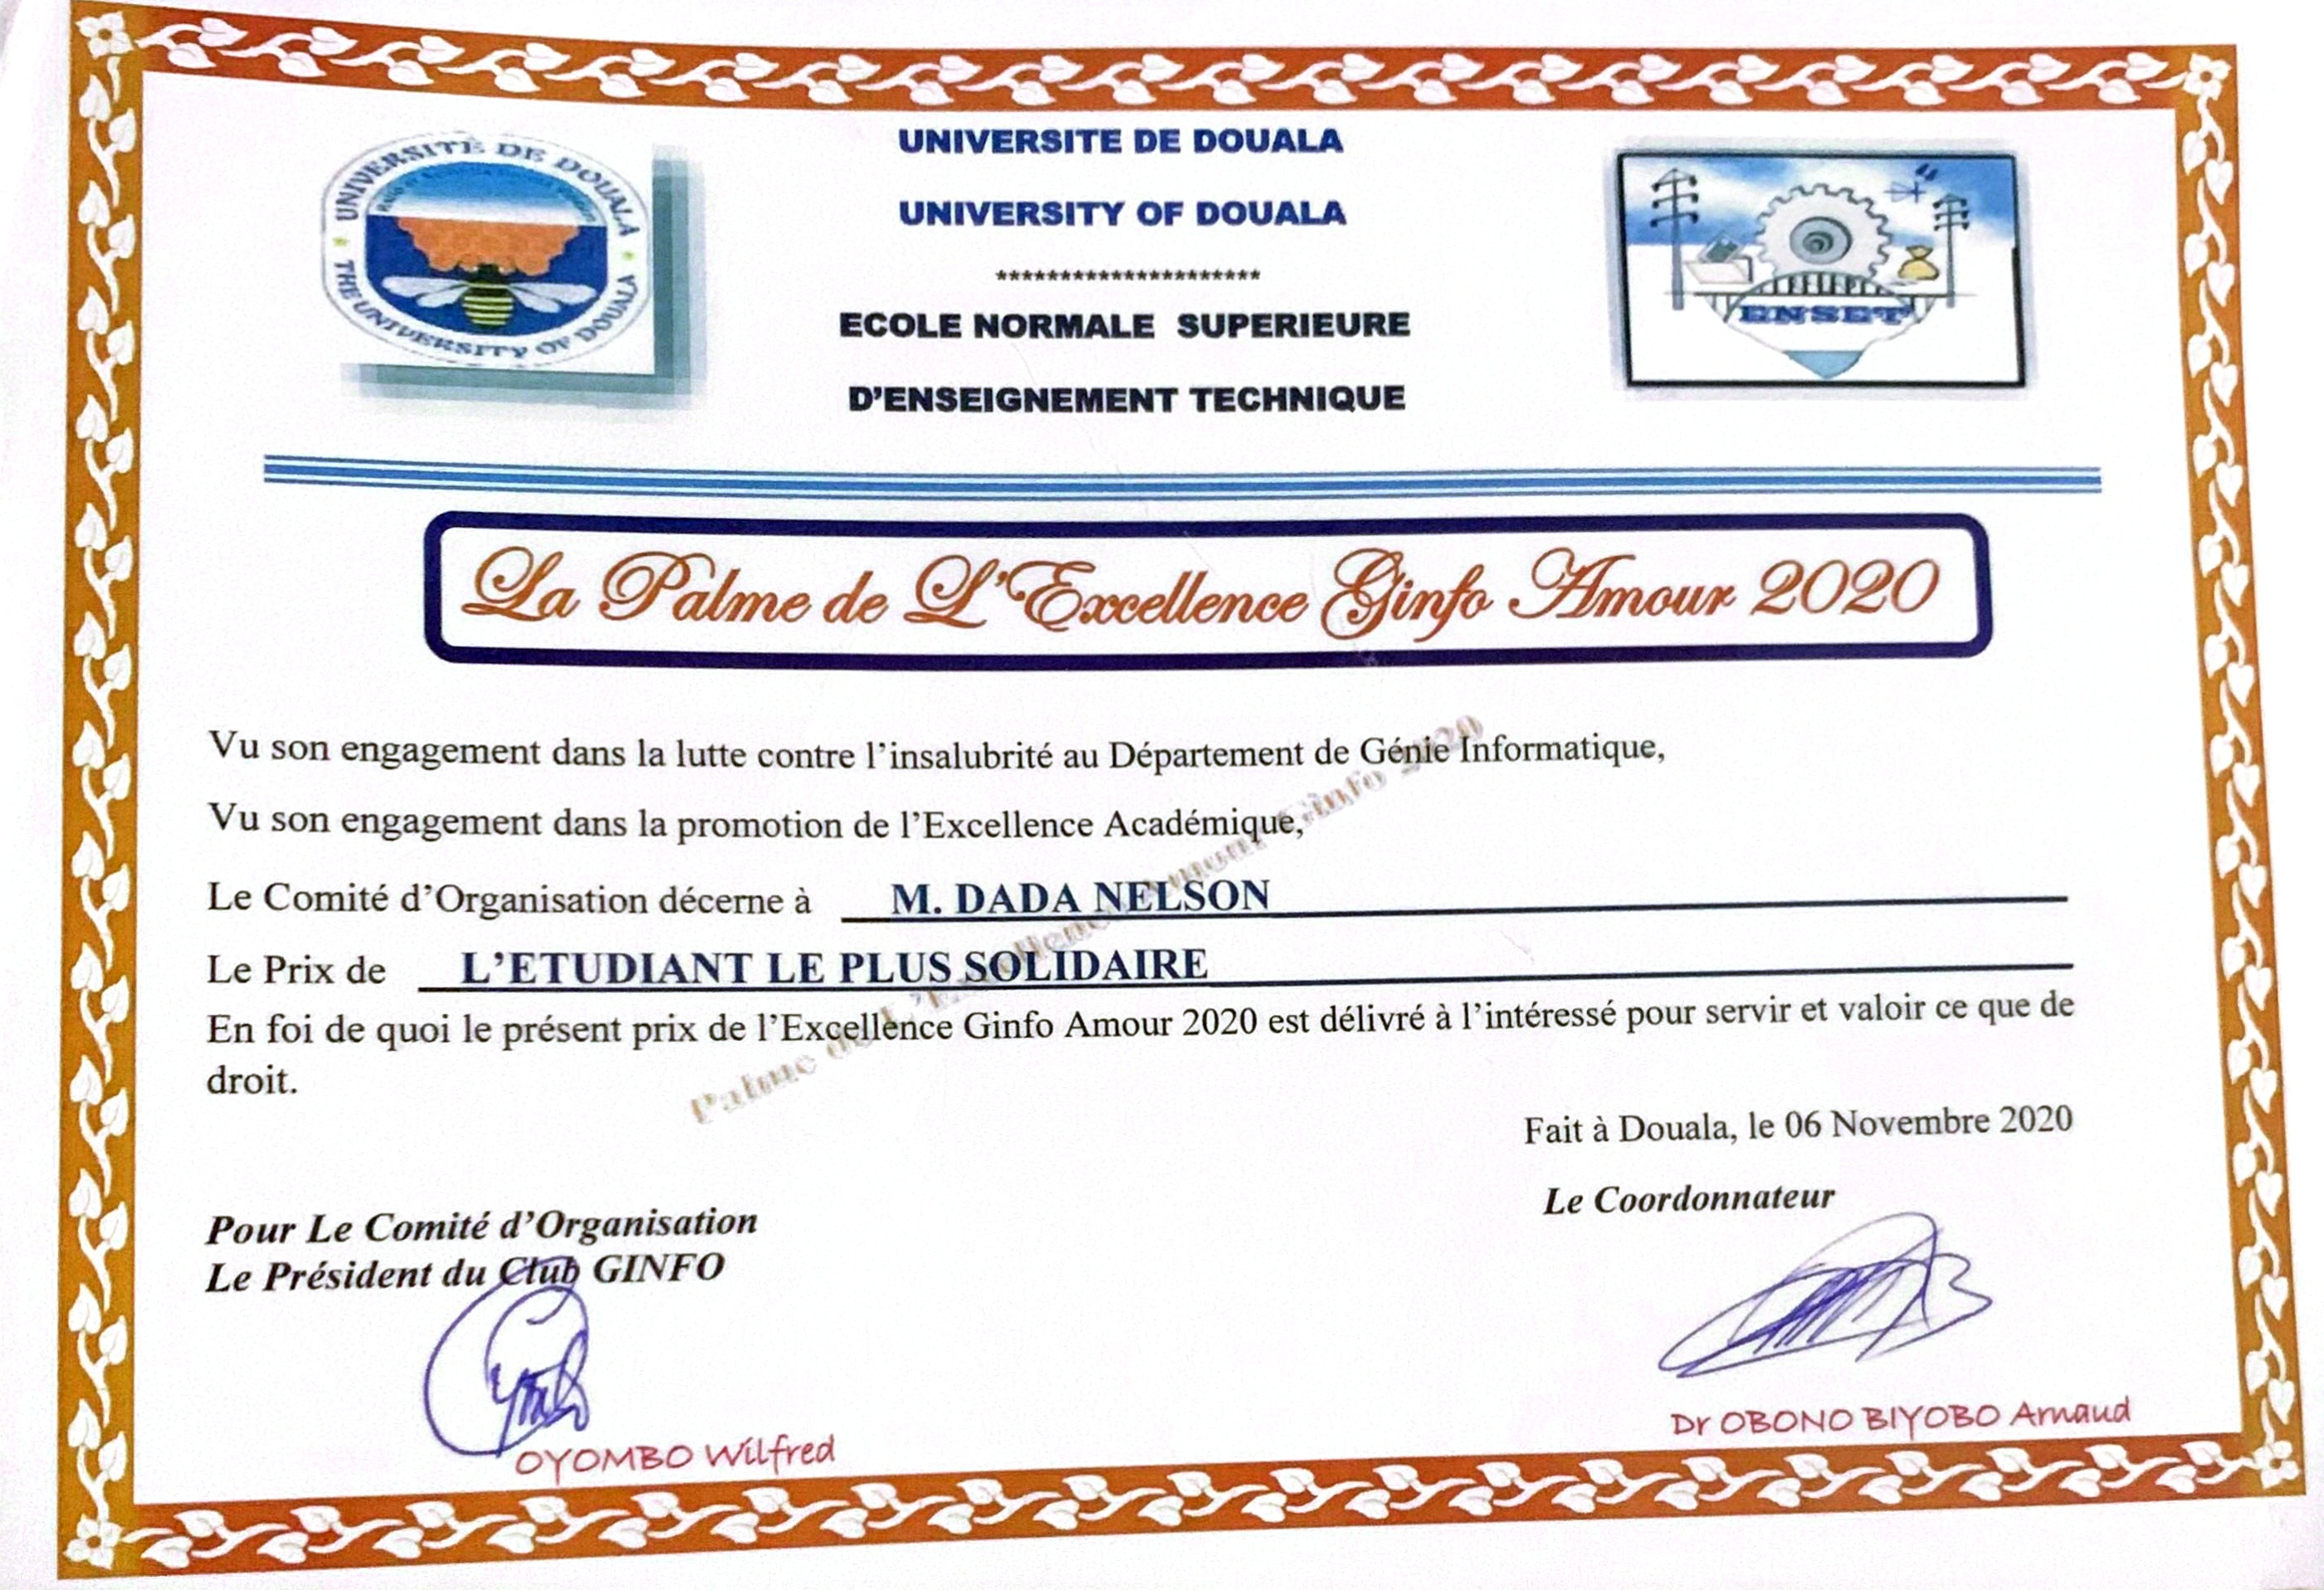 UNIVERSITÉ DE DOUALA
THE UNIVERSITY OF DOUALA
UNIVERSITE DE DOUALA
UNIVERSITY OF DOUALA
*********************
ECOLE NORMALE SUPERIEURE
D'ENSEIGNEMENT TECHNIQUE
ENSET
La Palme de L'Excellence Ginfo Amour 2020
Vu son engagement dans la lutte contre l'insalubrité au Département de Génie Informatique,
Vu son engagement dans la promotion de l'Excellence Académique,
Le Comité d'Organisation décerne à M. DADA NELSON
Le Prix de L'ETUDIANT LE PLUS SOLIDAIRE
En foi de quoi le présent prix de l'Excellence Ginfo Amour 2020 est délivré à l'intéressé pour servir et valoir ce que de
droit.
Palme de L'Excellence Amour Ginfo 2020
Fait à Douala, le 06 Novembre 2020
Le Coordonnateur
Pour Le Comité d'Organisation
Le Président du Club GINFO
Dr OBONO BIYOBO Arnaud
OYOMBO Wilfred